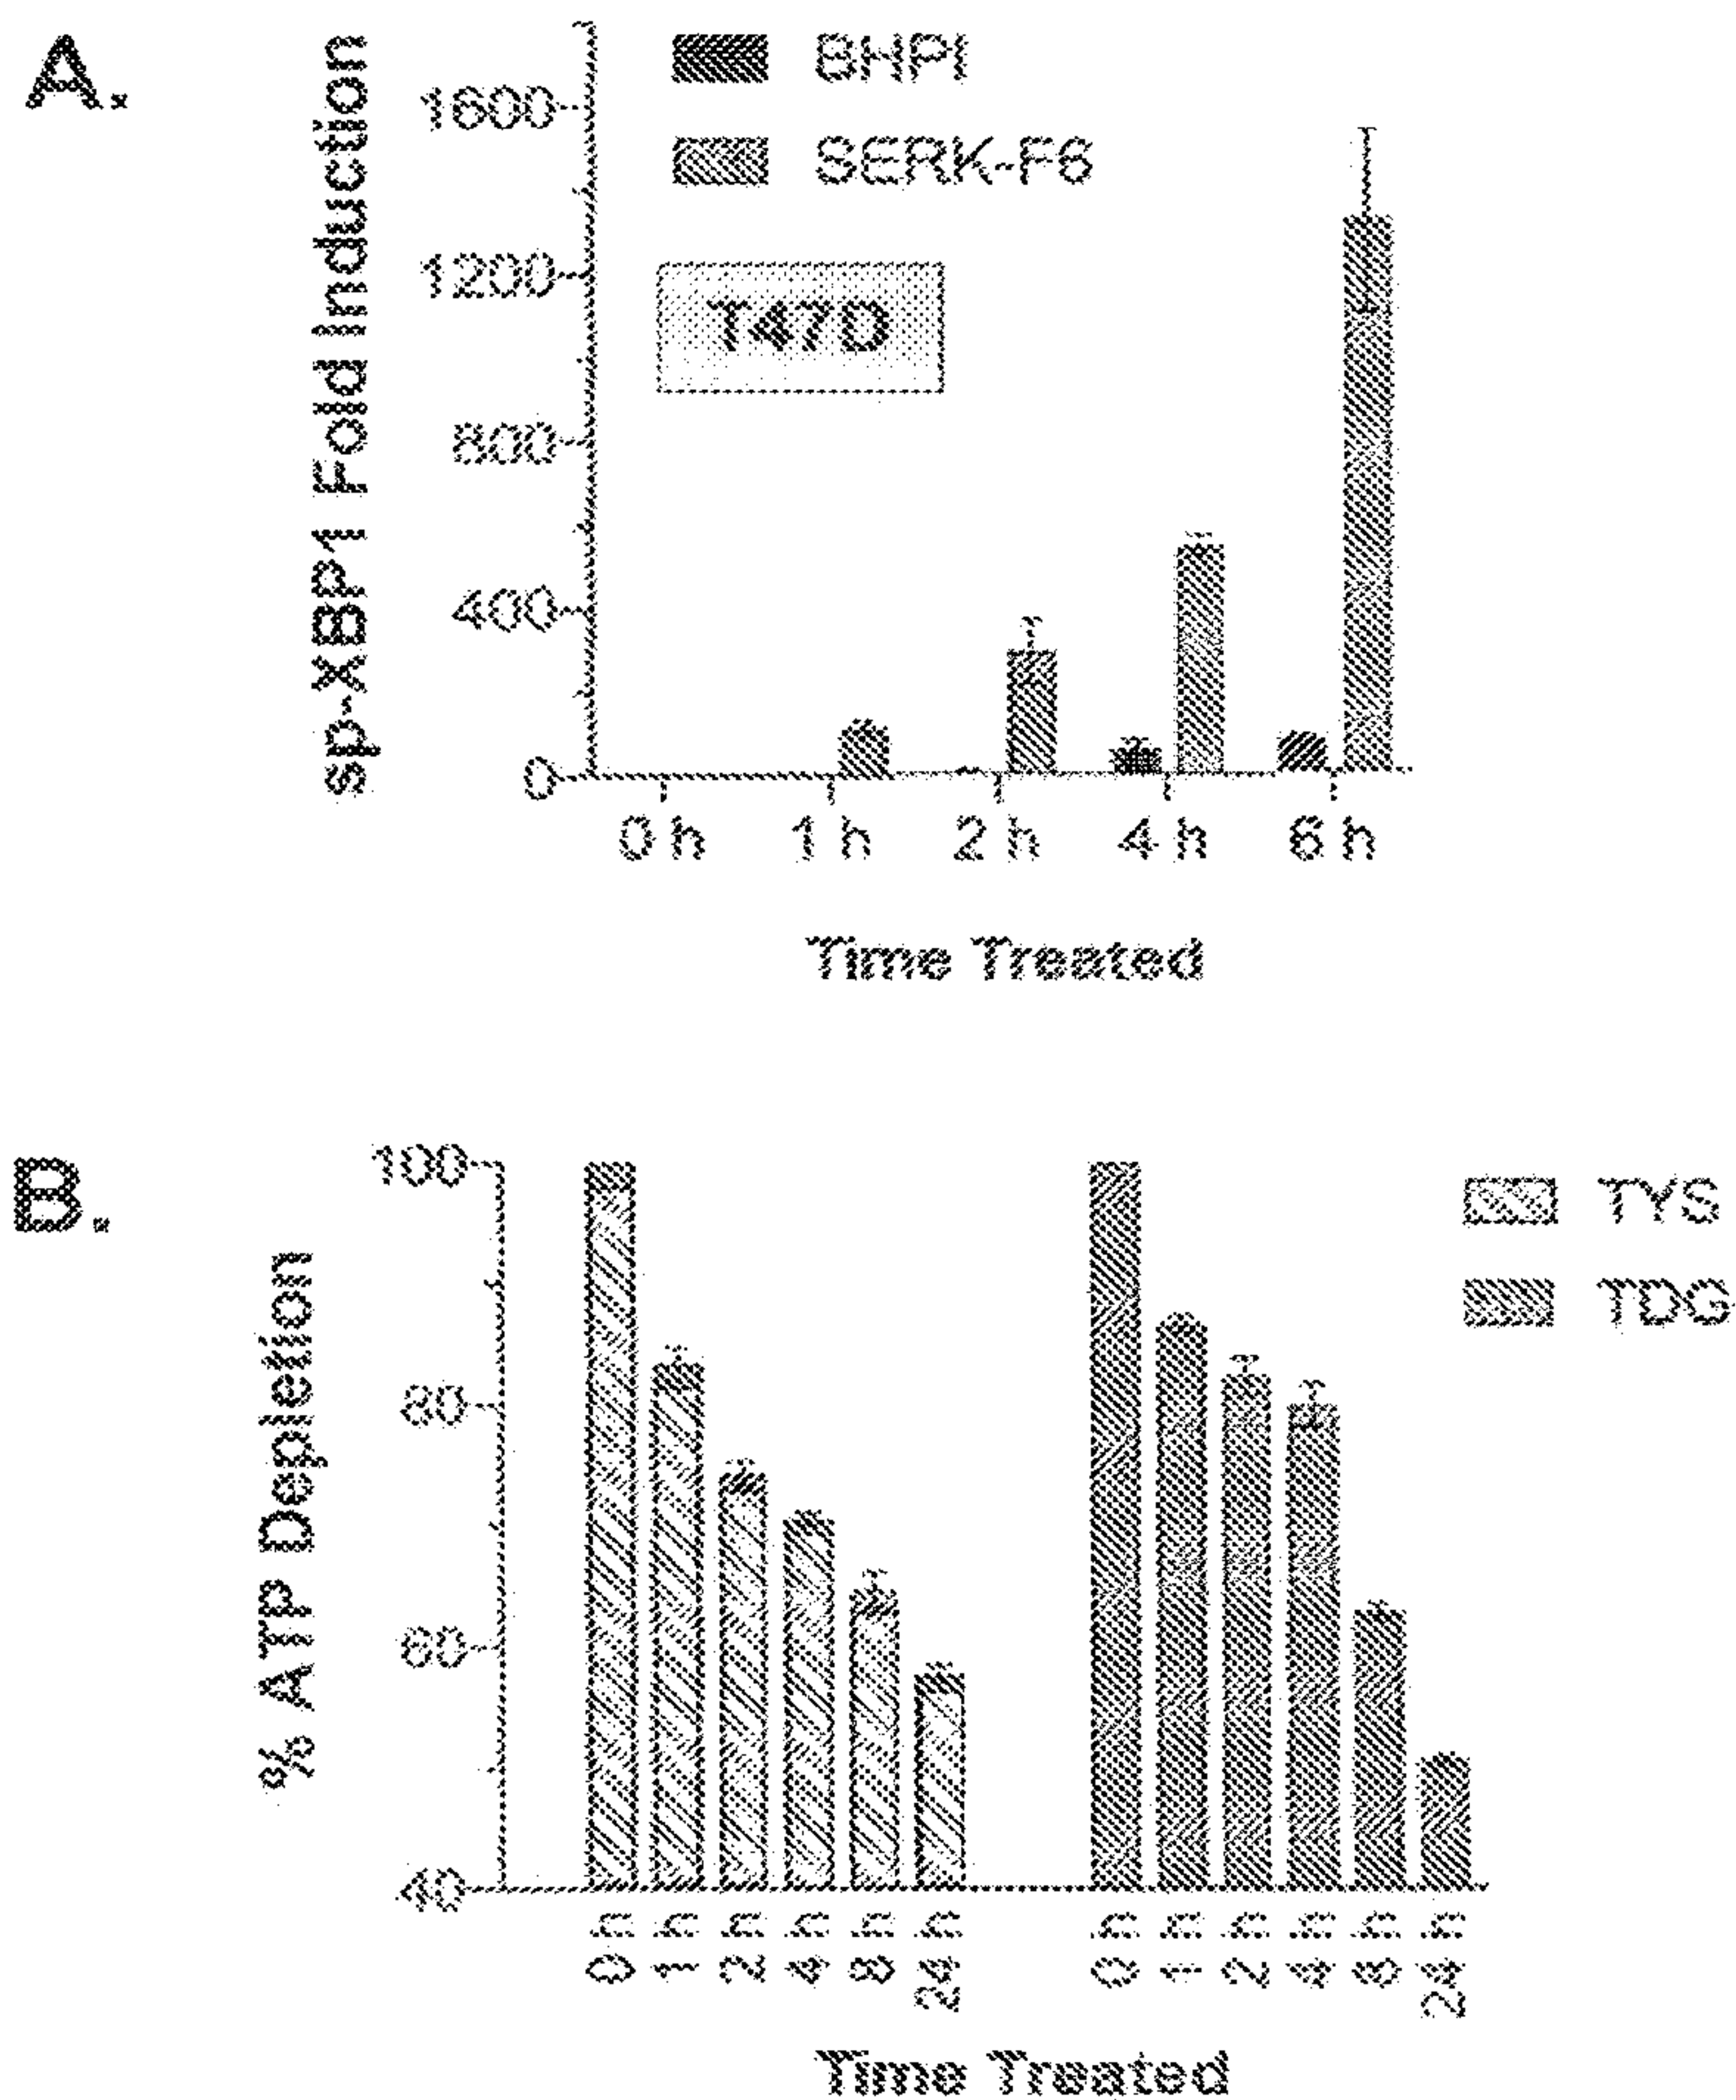 A.
sp-XBP1 Fold Induction
1600
1200
800
400
0
BHPI
SERK-F6
T47D
0 h 1 h 2 h 4 h 6 h
Time Treated
B.
% ATP Depletion
100
80
60
40
TYS
TDG
0 h 1 h 2 h 4 h 8 h 24 h 0 h 1 h 2 h 4 h 8 h 24 h
Time Treated